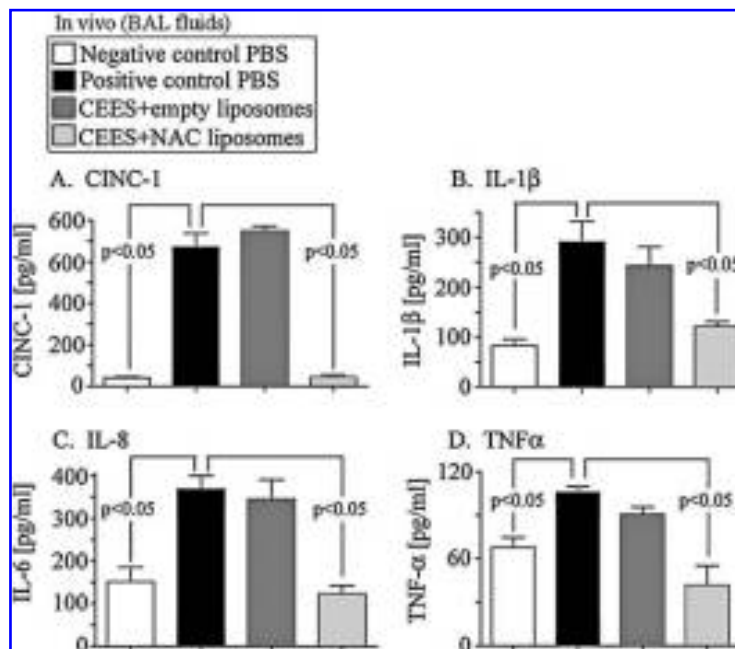 In vivo (BAL fluids)
Negative control PBS
Positive control PBS
CEES+empty liposomes
CEES+NAC liposomes
A. CINC-1
CINC-1 [pg/ml]
600
600
400
200
0
p<0.05
p<0.05
B. IL-1β
IL-1β [pg/ml]
300
200
100
0
p<0.05
p<0.05
C. IL-8
IL-6 [pg/ml]
400
300
200
100
0
p<0.05
p<0.05
D. TNFα
TNF-α [pg/ml]
120
60
0
p<0.05
p<0.05